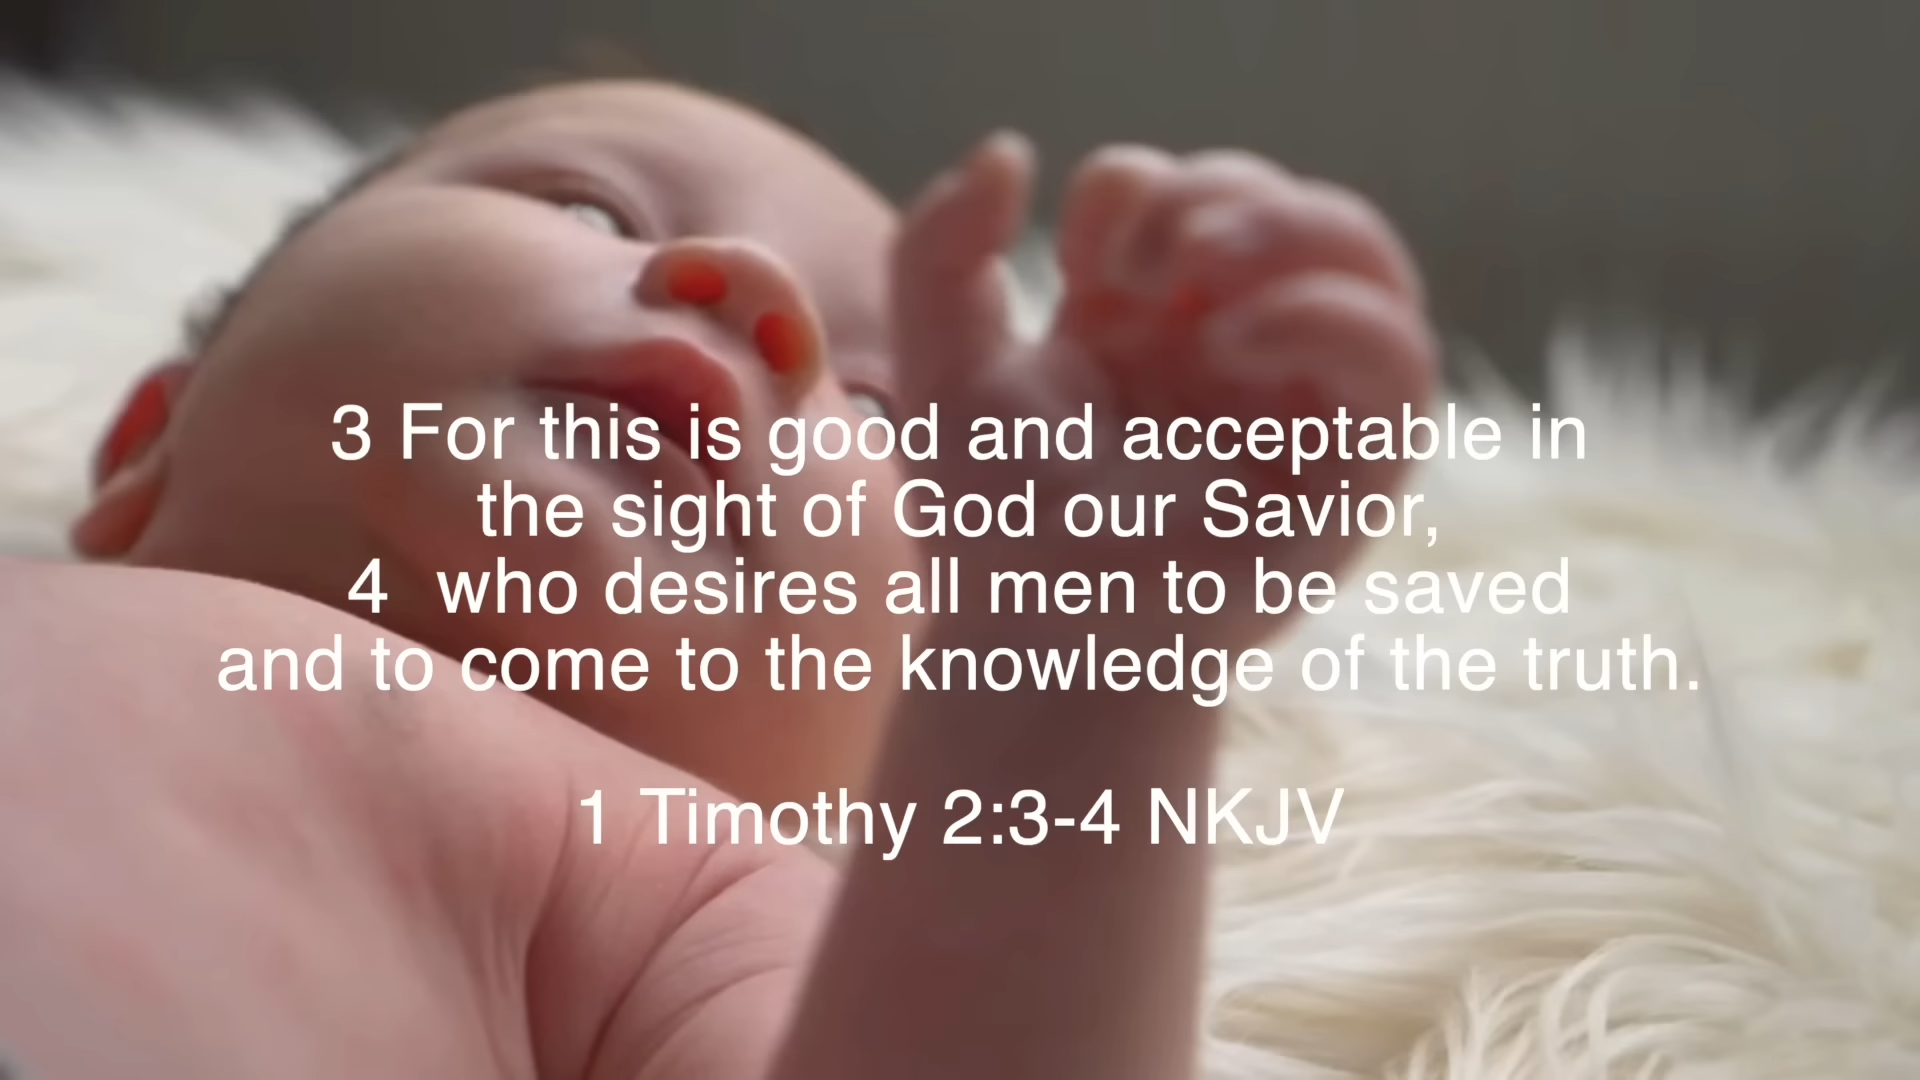 3 For this is good and acceptable in
the sight of God our Savior,
4 who desires all men to be saved
and to come to the knowledge of the truth.
1 Timothy 2:3-4 NKJV